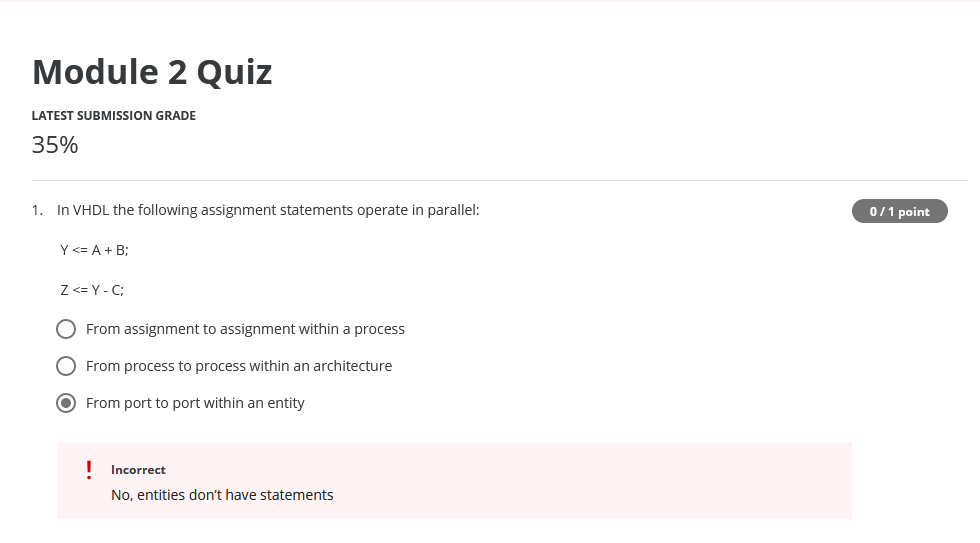 Module 2 Quiz
LATEST SUBMISSION GRADE
35%
1. In VHDL the following assignment statements operate in parallel:
0 / 1 point
Y <= A + B;
Z <= Y - C;
From assignment to assignment within a process
From process to process within an architecture
From port to port within an entity
! Incorrect
No, entities don’t have statements